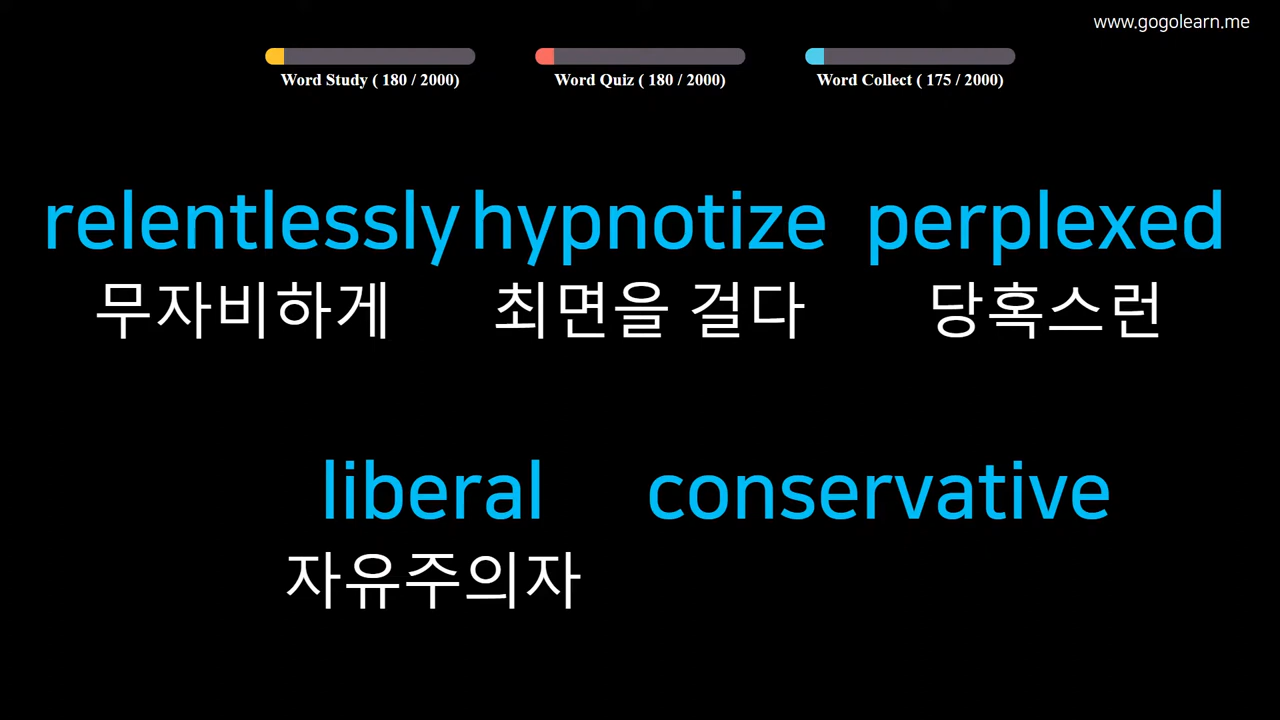 www.gogolearn.me
Word Study ( 180 / 2000)
Word Quiz ( 180 / 2000)
Word Collect ( 175 / 2000)
relentlessly hypnotize perplexed
무자비하게 최면을 걸다 당혹스런
liberal conservative
자유주의자